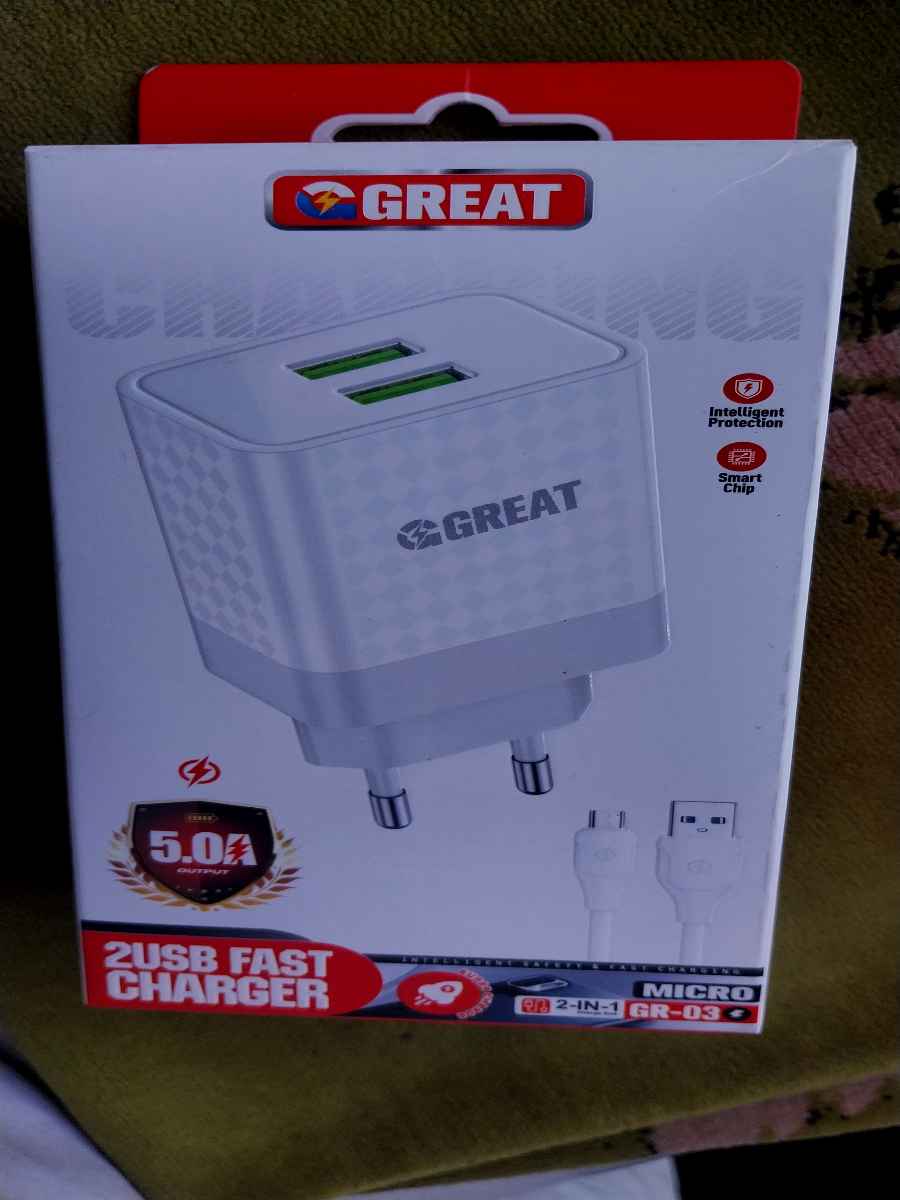 GREAT
CHARGING
Intelligent
Protection
Smart
Chip
GREAT
5.0A
OUTPUT
2USB FAST
CHARGER
INTELLIGENT SAFETY & FAST CHARGING
MICRO
2-IN-1
GR-03